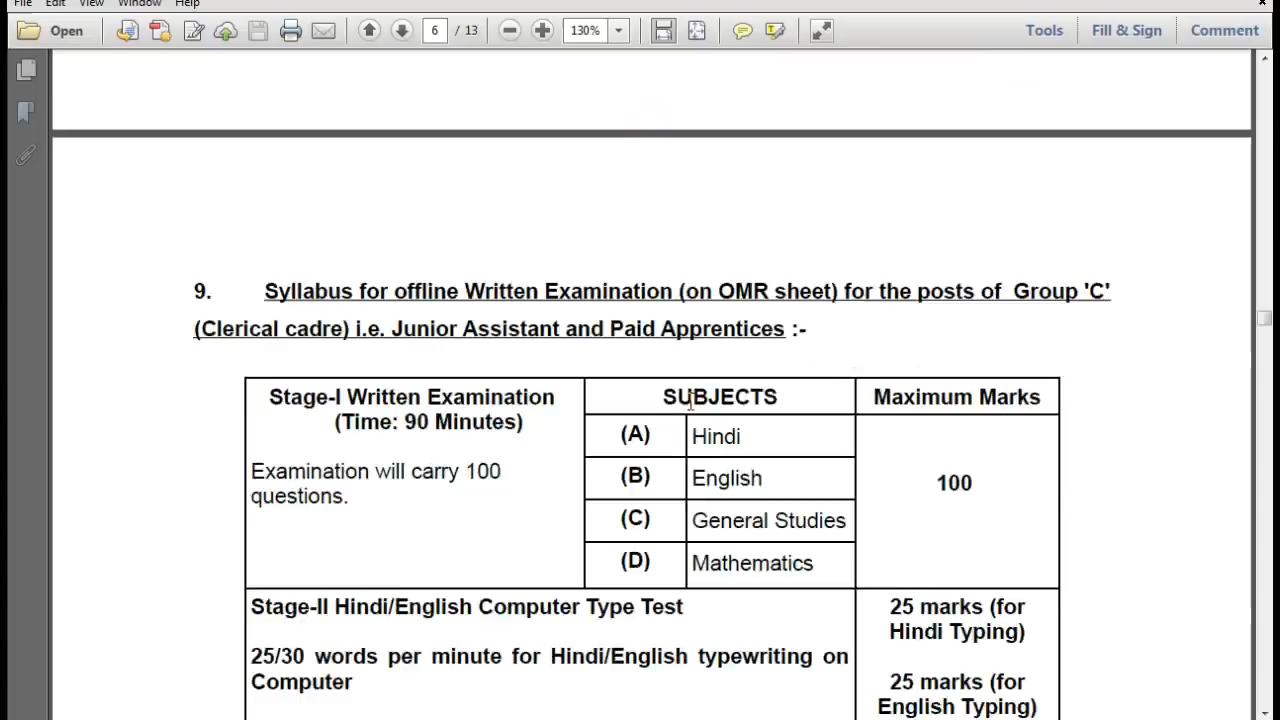 File Edit View Window Help
Open 6 / 13 130% Tools Fill & Sign Comment
9. Syllabus for offline Written Examination (on OMR sheet) for the posts of Group 'C'
(Clerical cadre) i.e. Junior Assistant and Paid Apprentices :-
Stage-I Written Examination SUBJECTS Maximum Marks
(Time: 90 Minutes)
(A) Hindi
Examination will carry 100
questions.
(B) English
100
(C) General Studies
(D) Mathematics
Stage-II Hindi/English Computer Type Test 25 marks (for
Hindi Typing)
25/30 words per minute for Hindi/English typewriting on
Computer
25 marks (for
English Typing)